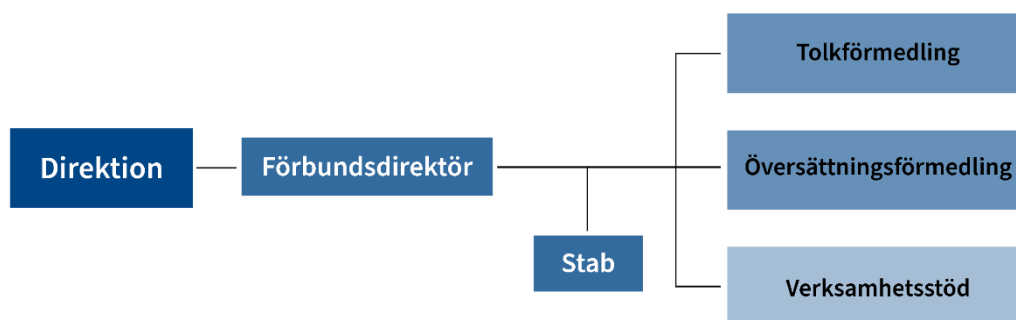 Direktion
Förbundsdirektör
Stab
Tolkförmedling
Översättningsförmedling
Verksamhetsstöd